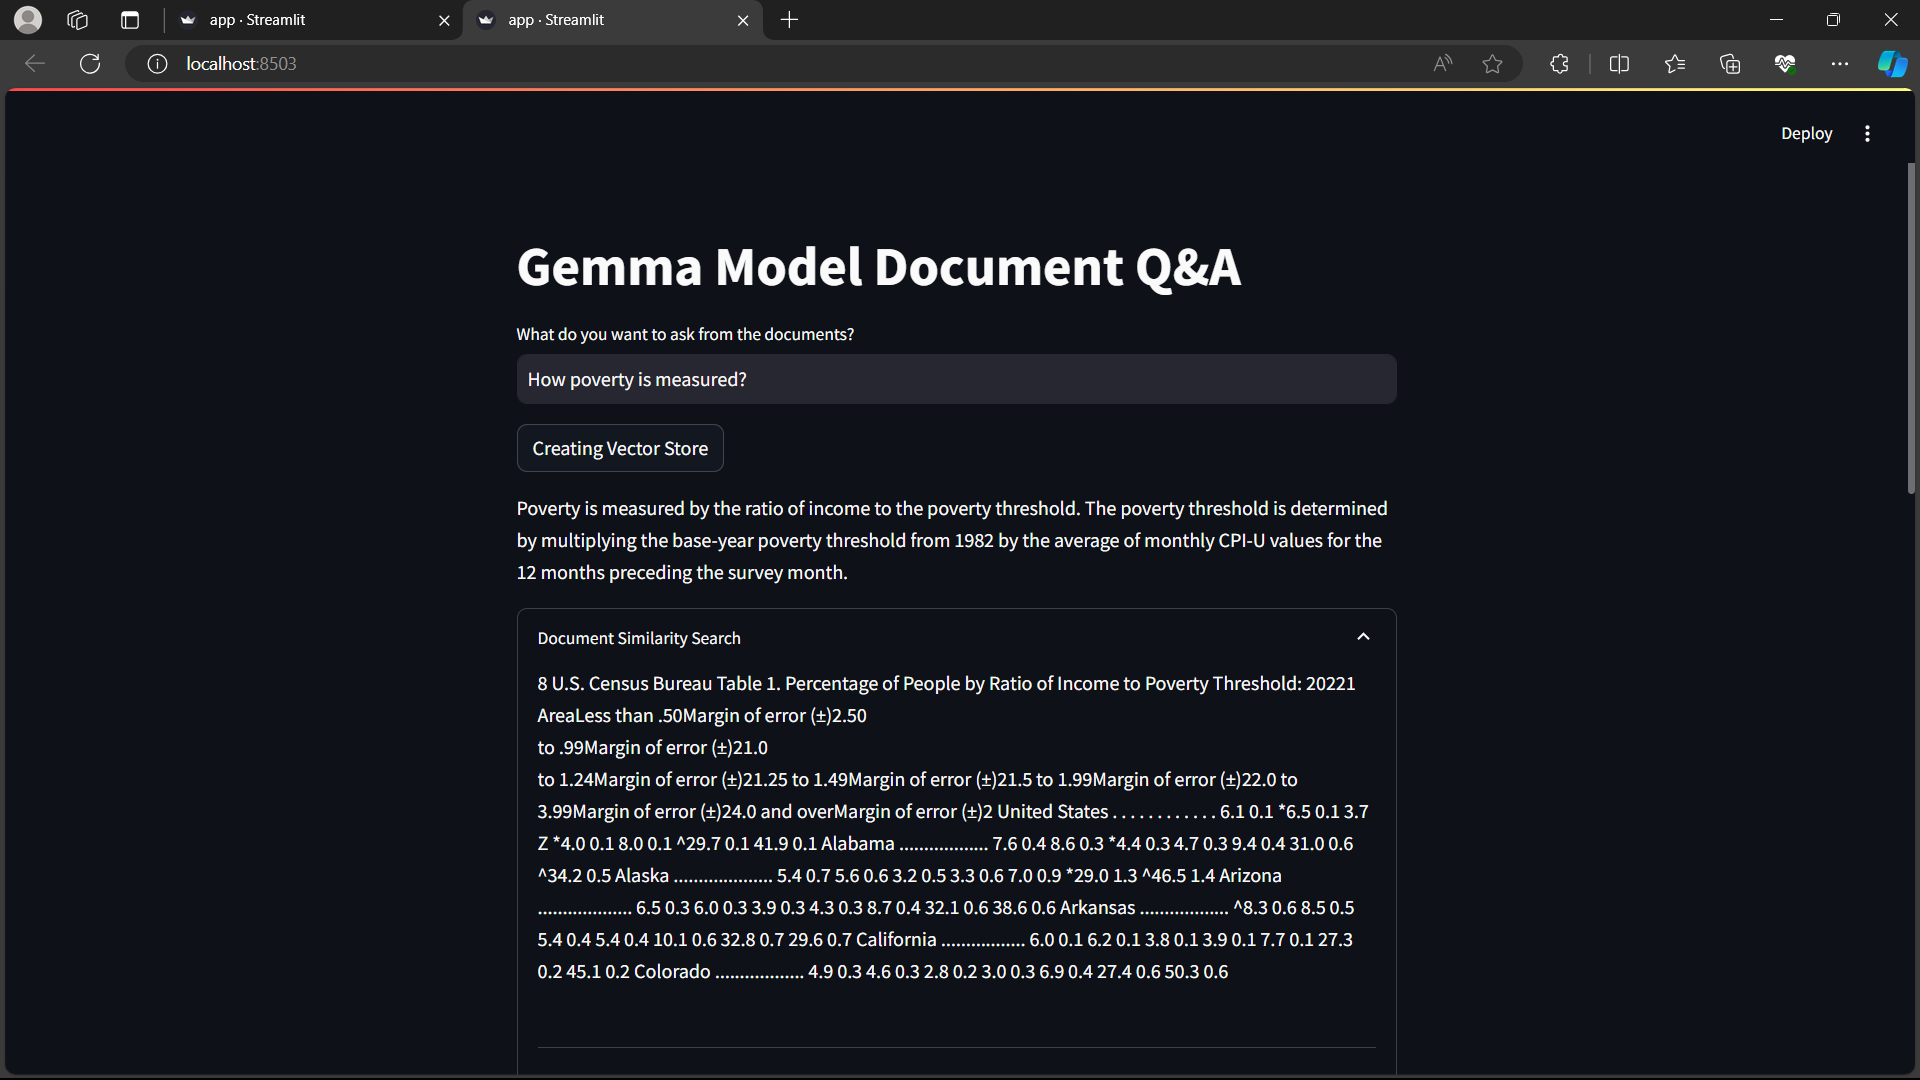 app · Streamlit
app · Streamlit
localhost:8503
Deploy
Gemma Model Document Q&A
What do you want to ask from the documents?
How poverty is measured?
Creating Vector Store
Poverty is measured by the ratio of income to the poverty threshold. The poverty threshold is determined
by multiplying the base-year poverty threshold from 1982 by the average of monthly CPI-U values for the
12 months preceding the survey month.
Document Similarity Search
8 U.S. Census Bureau Table 1. Percentage of People by Ratio of Income to Poverty Threshold: 20221
AreaLess than .50Margin of error (±)2.50
to .99Margin of error (±)21.0
to 1.24Margin of error (±)21.25 to 1.49Margin of error (±)21.5 to 1.99Margin of error (±)22.0 to
3.99Margin of error (±)24.0 and overMargin of error (±)2 United States . . . . . . . . . . . . 6.1 0.1 *6.5 0.1 3.7
Z *4.0 0.1 8.0 0.1 ^29.7 0.1 41.9 0.1 Alabama ................. 7.6 0.4 8.6 0.3 *4.4 0.3 4.7 0.3 9.4 0.4 31.0 0.6
^34.2 0.5 Alaska ................... 5.4 0.7 5.6 0.6 3.2 0.5 3.3 0.6 7.0 0.9 *29.0 1.3 ^46.5 1.4 Arizona
.................. 6.5 0.3 6.0 0.3 3.9 0.3 4.3 0.3 8.7 0.4 32.1 0.6 38.6 0.6 Arkansas ................. ^8.3 0.6 8.5 0.5
5.4 0.4 5.4 0.4 10.1 0.6 32.8 0.7 29.6 0.7 California ................ 6.0 0.1 6.2 0.1 3.8 0.1 3.9 0.1 7.7 0.1 27.3
0.2 45.1 0.2 Colorado ................. 4.9 0.3 4.6 0.3 2.8 0.2 3.0 0.3 6.9 0.4 27.4 0.6 50.3 0.6